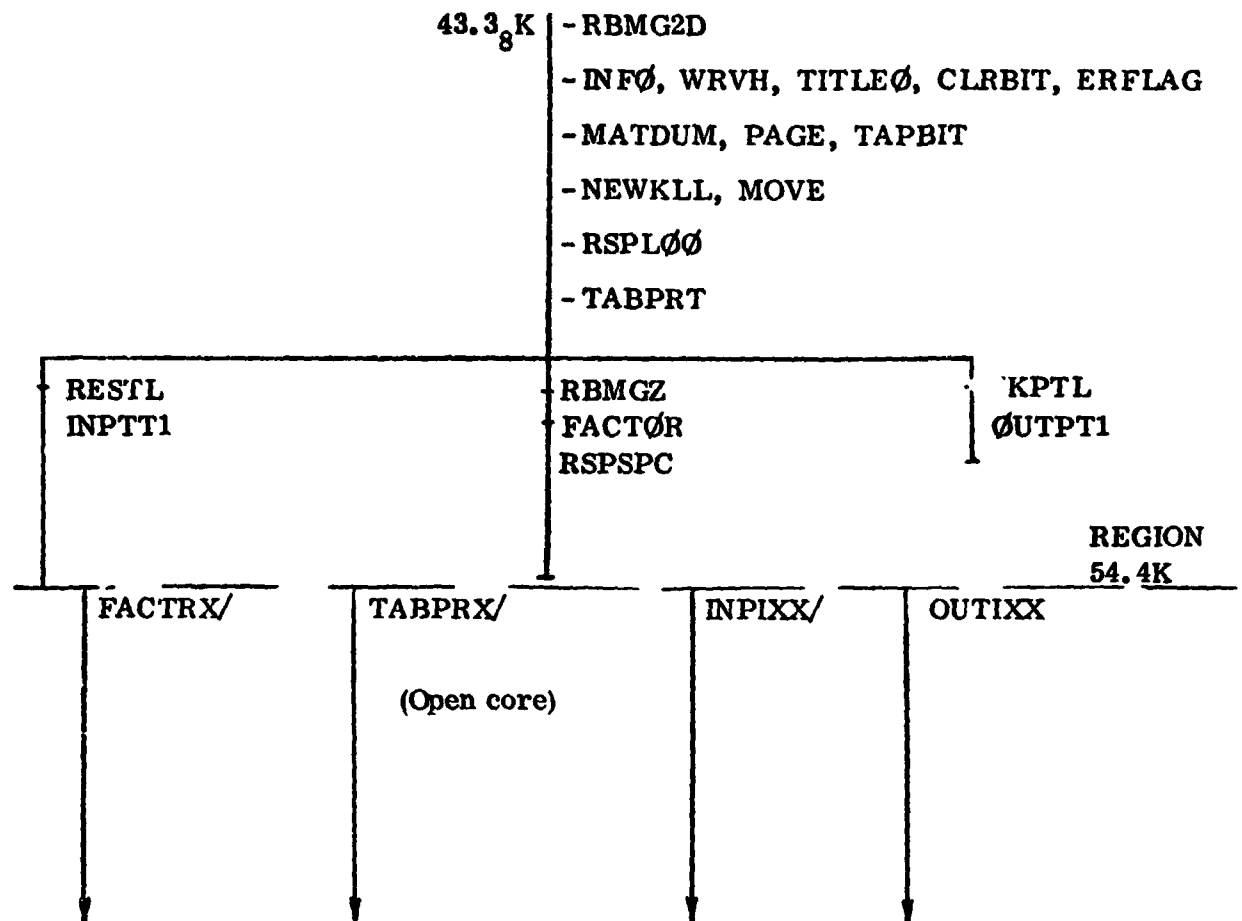 43.3₈K -RBMG2D
-INFØ, WRVH, TITLEØ, CLRBIT, ERFLAG
-MATDUM, PAGE, TAPBIT
-NEWKLL, MOVE
-RSPLØØ
-TABPRT
RESTL RBMGZ KPTL
INPTT1 FACTØR ØUTPT1
RSPSPC
REGION
54.4K
FACTRX/ TABPRX/ INPIXX/ OUTIXX
(Open core)